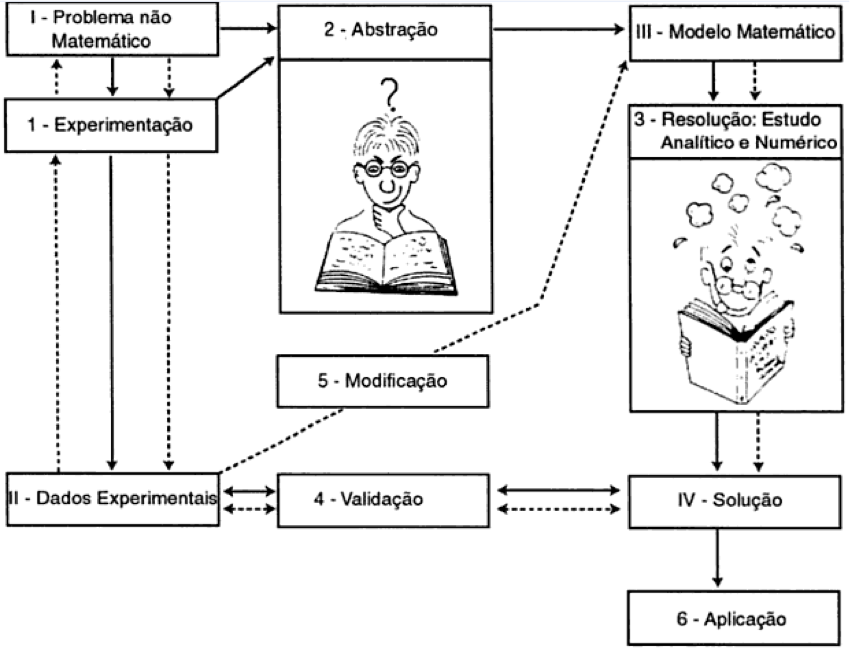 I - Problema não
Matemático
2 - Abstração
III - Modelo Matemático
1 - Experimentação
?
3 - Resolução: Estudo
Analítico e Numérico
5 - Modificação
II - Dados Experimentais
4 - Validação
IV - Solução
6 - Aplicação